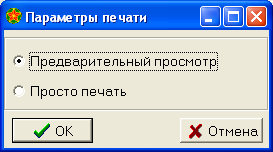 Параметры печати
Предварительный просмотр
Просто печать
OK Отмена